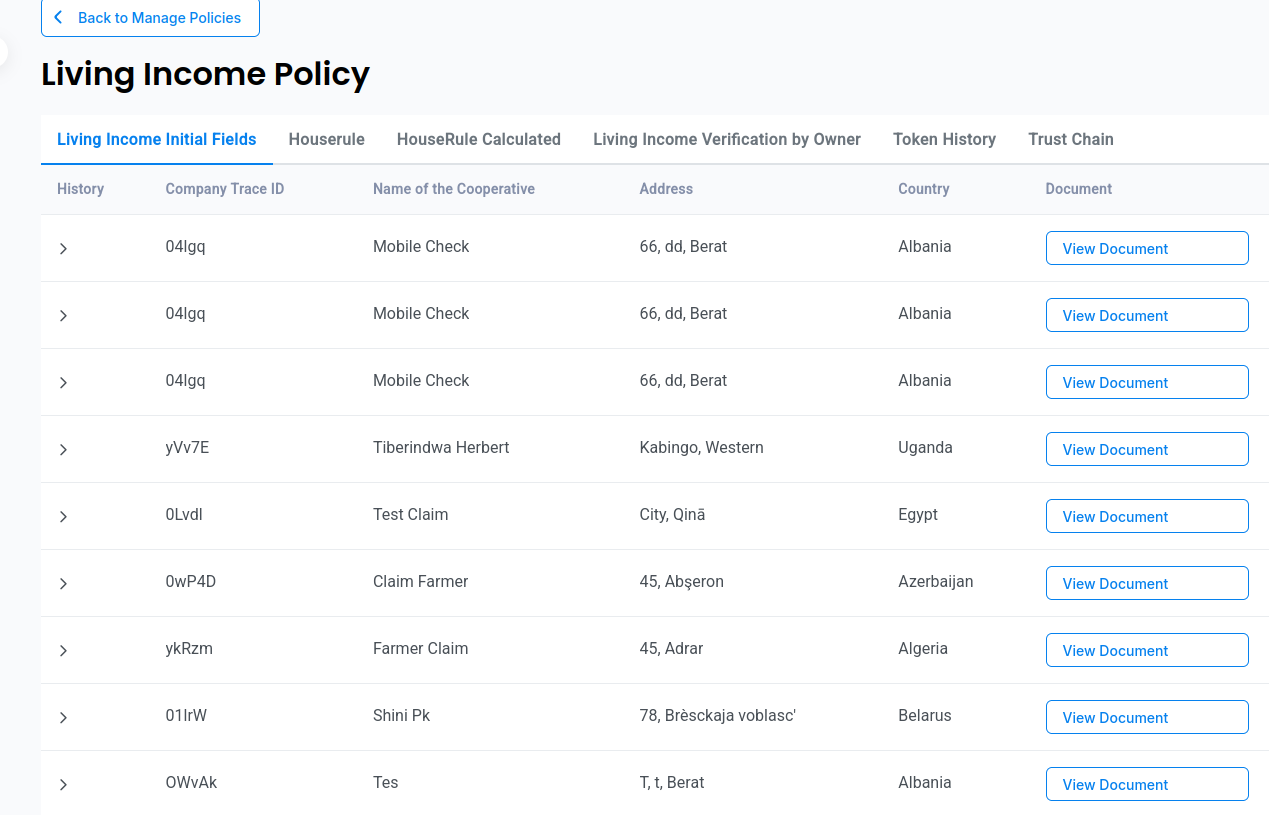 Back to Manage Policies
Living Income Policy
Living Income Initial Fields Houserule HouseRule Calculated Living Income Verification by Owner Token History Trust Chain
History Company Trace ID Name of the Cooperative Address Country Document
04lgq Mobile Check 66, dd, Berat Albania View Document
04lgq Mobile Check 66, dd, Berat Albania View Document
04lgq Mobile Check 66, dd, Berat Albania View Document
yVv7E Tiberindwa Herbert Kabingo, Western Uganda View Document
0Lvdl Test Claim City, Qinā Egypt View Document
0wP4D Claim Farmer 45, Abşeron Azerbaijan View Document
ykRzm Farmer Claim 45, Adrar Algeria View Document
01lrW Shini Pk 78, Brèsckaja voblasc' Belarus View Document
OWvAk Tes T, t, Berat Albania View Document